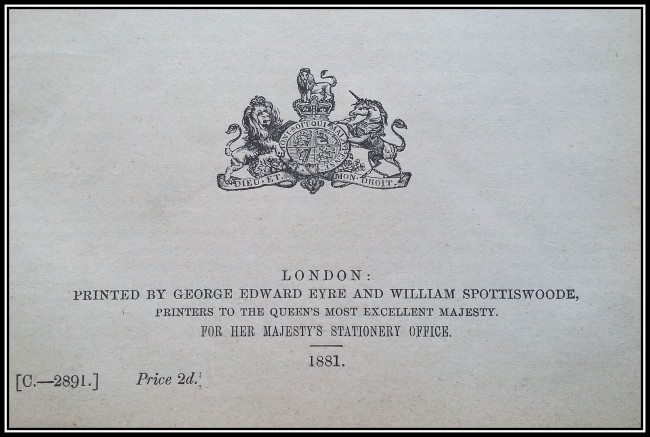 DIEU·ET· MON·DROIT.
LONDON:
PRINTED BY GEORGE EDWARD EYRE AND WILLIAM SPOTTISWOODE,
PRINTERS TO THE QUEEN'S MOST EXCELLENT MAJESTY.
FOR HER MAJESTY'S STATIONERY OFFICE.
1881.
[C.—2891.] Price 2d.